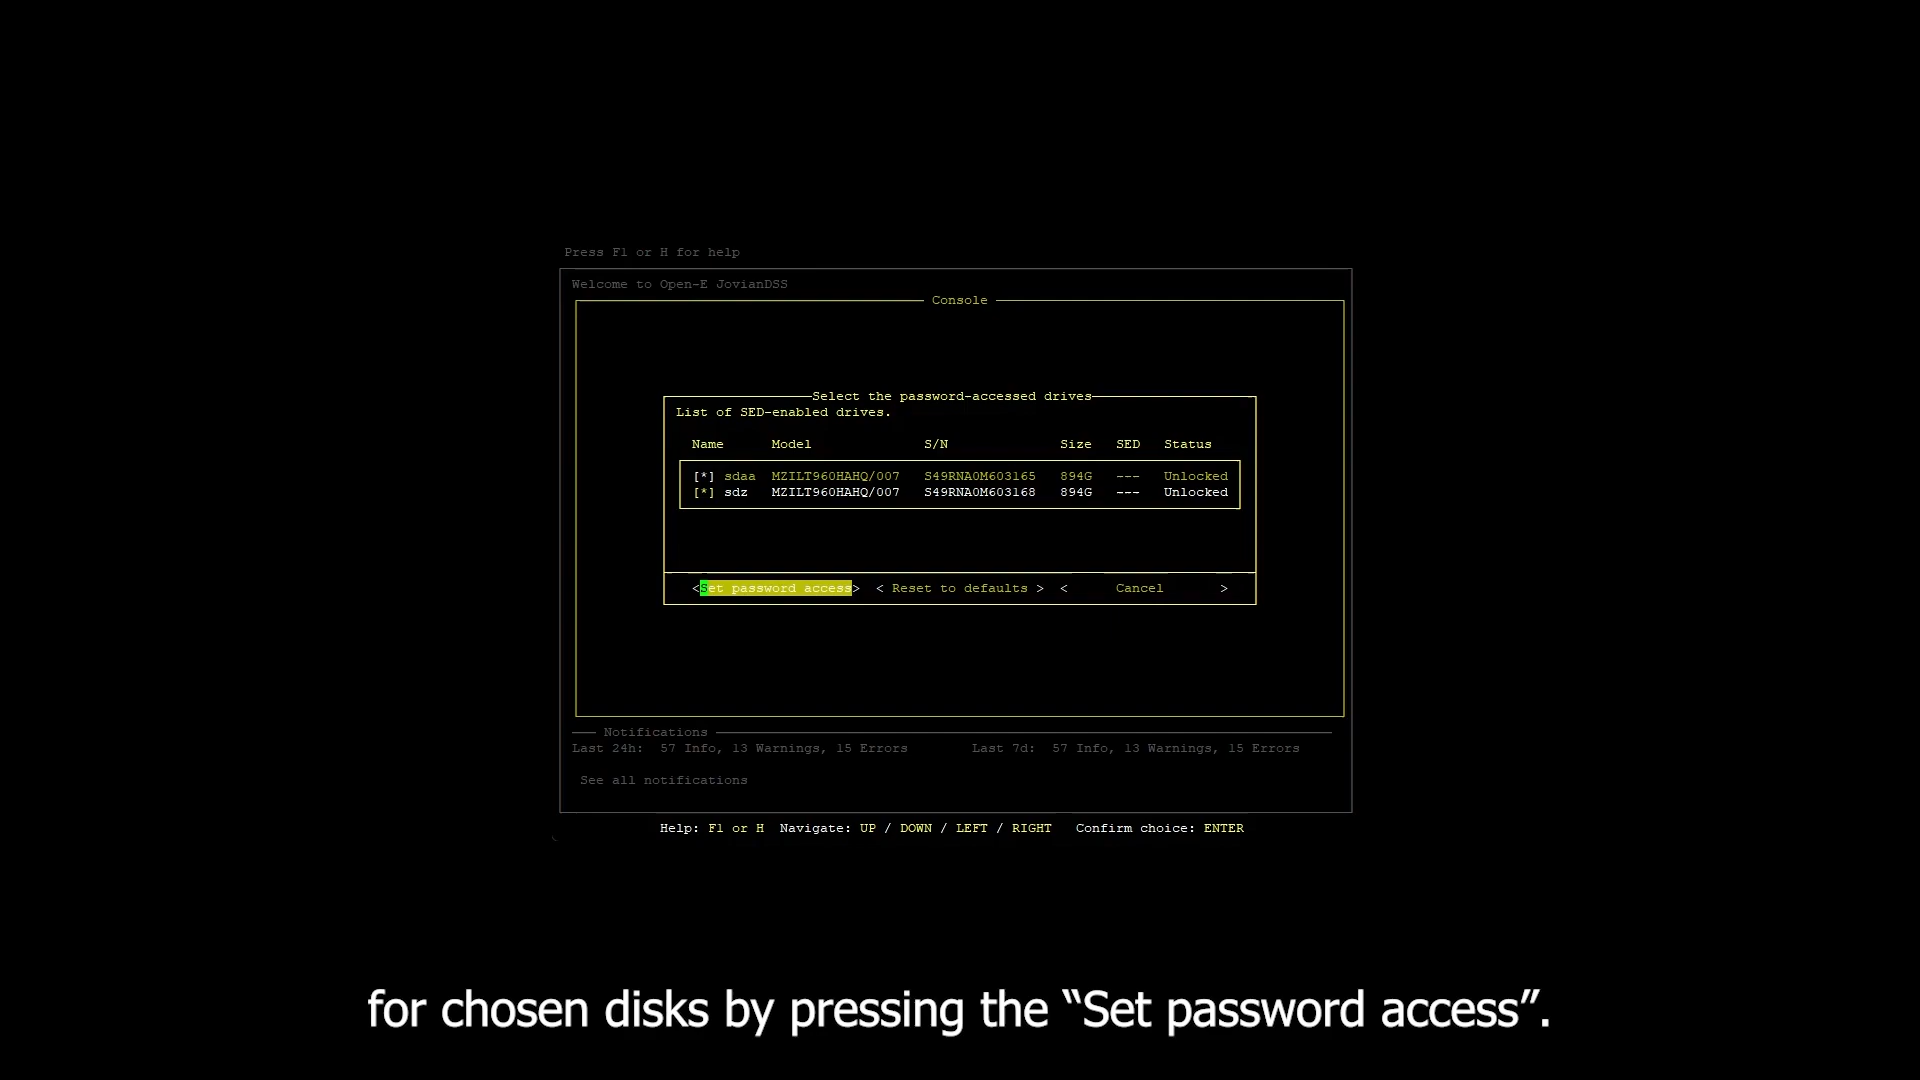 Press F1 or H for help
Welcome to Open-E JovianDSS
Console
Select the password-accessed drives
List of SED-enabled drives.
Name Model S/N Size SED Status
[*] sdaa MZILT960HAHQ/007 S49RNA0M603165 894G --- Unlocked
[*] sdz MZILT960HAHQ/007 S49RNA0M603168 894G --- Unlocked
<Set password access> < Reset to defaults > < Cancel >
Notifications
Last 24h: 57 Info, 13 Warnings, 15 Errors Last 7d: 57 Info, 13 Warnings, 15 Errors
See all notifications
Help: F1 or H Navigate: UP / DOWN / LEFT / RIGHT Confirm choice: ENTER
for chosen disks by pressing the “Set password access”.